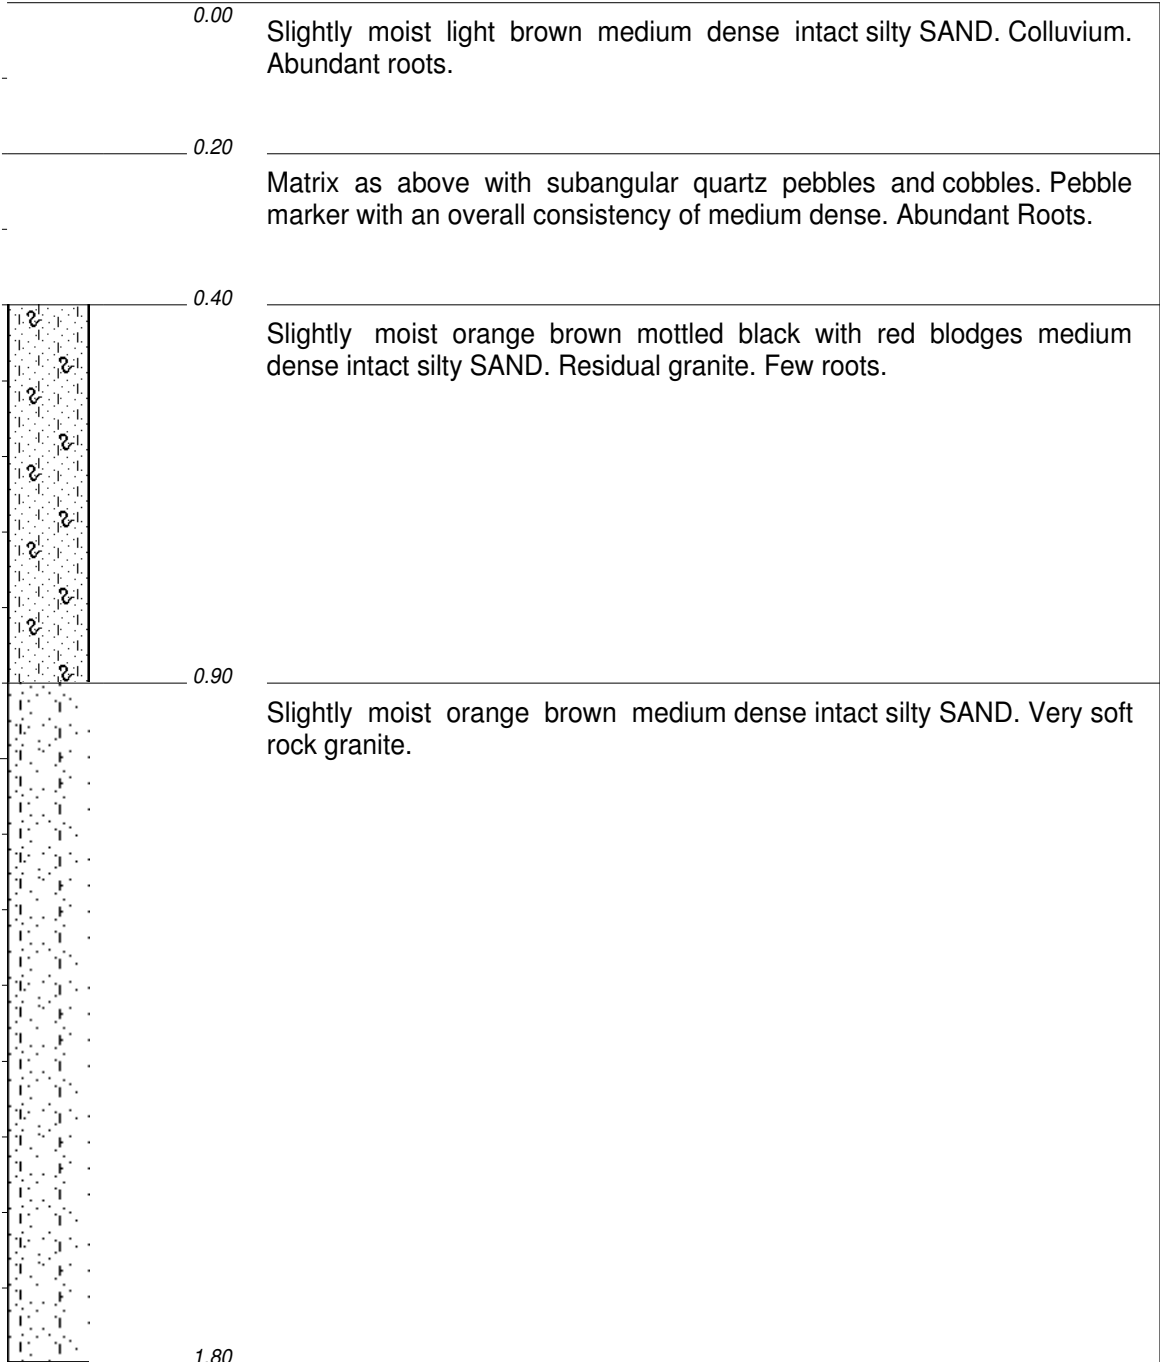 0.00
Slightly moist light brown medium dense intact silty SAND. Colluvium.
Abundant roots.
0.20
Matrix as above with subangular quartz pebbles and cobbles. Pebble
marker with an overall consistency of medium dense. Abundant Roots.
0.40
Slightly moist orange brown mottled black with red blodges medium
dense intact silty SAND. Residual granite. Few roots.
0.90
Slightly moist orange brown medium dense intact silty SAND. Very soft
rock granite.
1.80